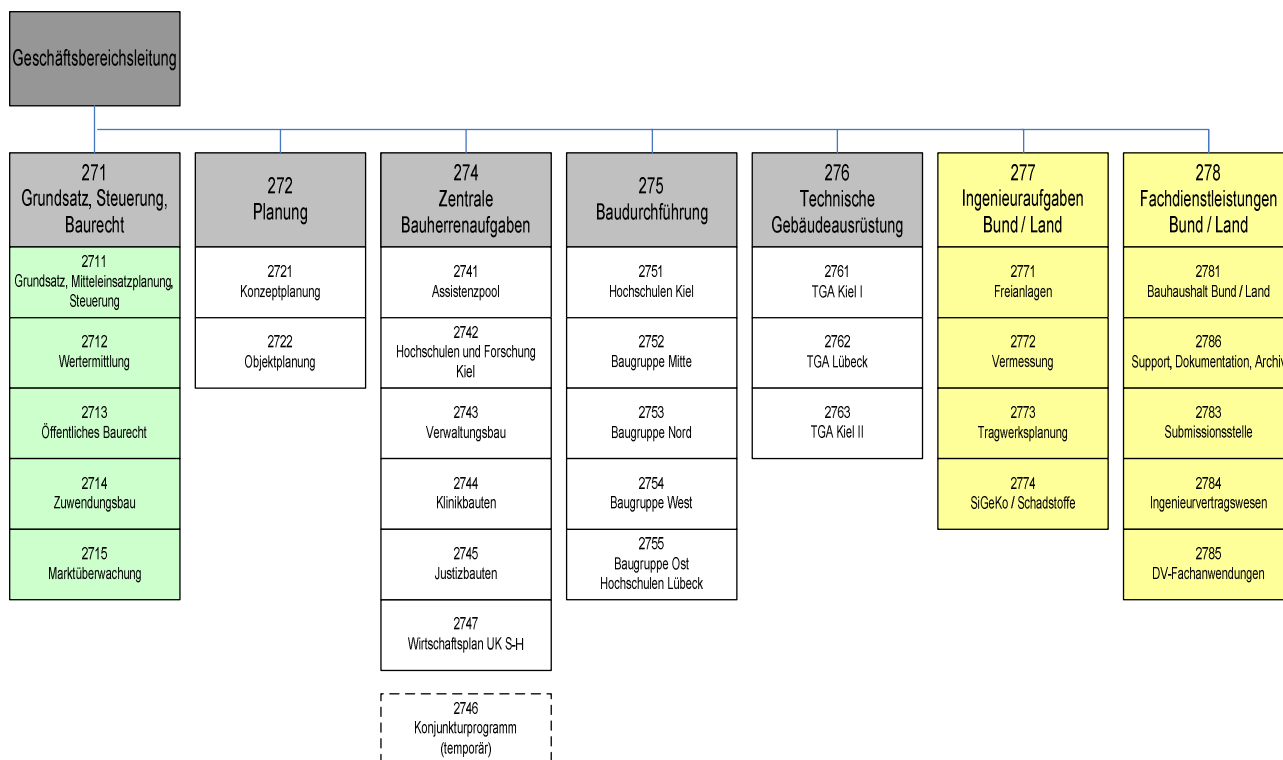 Geschäftsbereichsleitung
271
Grundsatz, Steuerung,
Baurecht
2711
Grundsatz, Mitteleinsatzplanung,
Steuerung
2712
Wertermittlung
2713
Öffentliches Baurecht
2714
Zuwendungsbau
2715
Marktüberwachung
272
Planung
2721
Konzeptplanung
2722
Objektplanung
274
Zentrale
Bauherrenaufgaben
2741
Assistenzpool
2742
Hochschulen und Forschung
Kiel
2743
Verwaltungsbau
2744
Klinikbauten
2745
Justizbauten
2747
Wirtschaftsplan UK S-H
2746
Konjunkturprogramm
(temporär)
275
Baudurchführung
2751
Hochschulen Kiel
2752
Baugruppe Mitte
2753
Baugruppe Nord
2754
Baugruppe West
2755
Baugruppe Ost
Hochschulen Lübeck
276
Technische
Gebäudeausrüstung
2761
TGA Kiel I
2762
TGA Lübeck
2763
TGA Kiel II
277
Ingenieuraufgaben
Bund / Land
2771
Freianlagen
2772
Vermessung
2773
Tragwerksplanung
2774
SiGeKo / Schadstoffe
278
Fachdienstleistungen
Bund / Land
2781
Bauhaushalt Bund / Land
2786
Support, Dokumentation, Archiv
2783
Submissionsstelle
2784
Ingenieurvertragswesen
2785
DV-Fachanwendungen